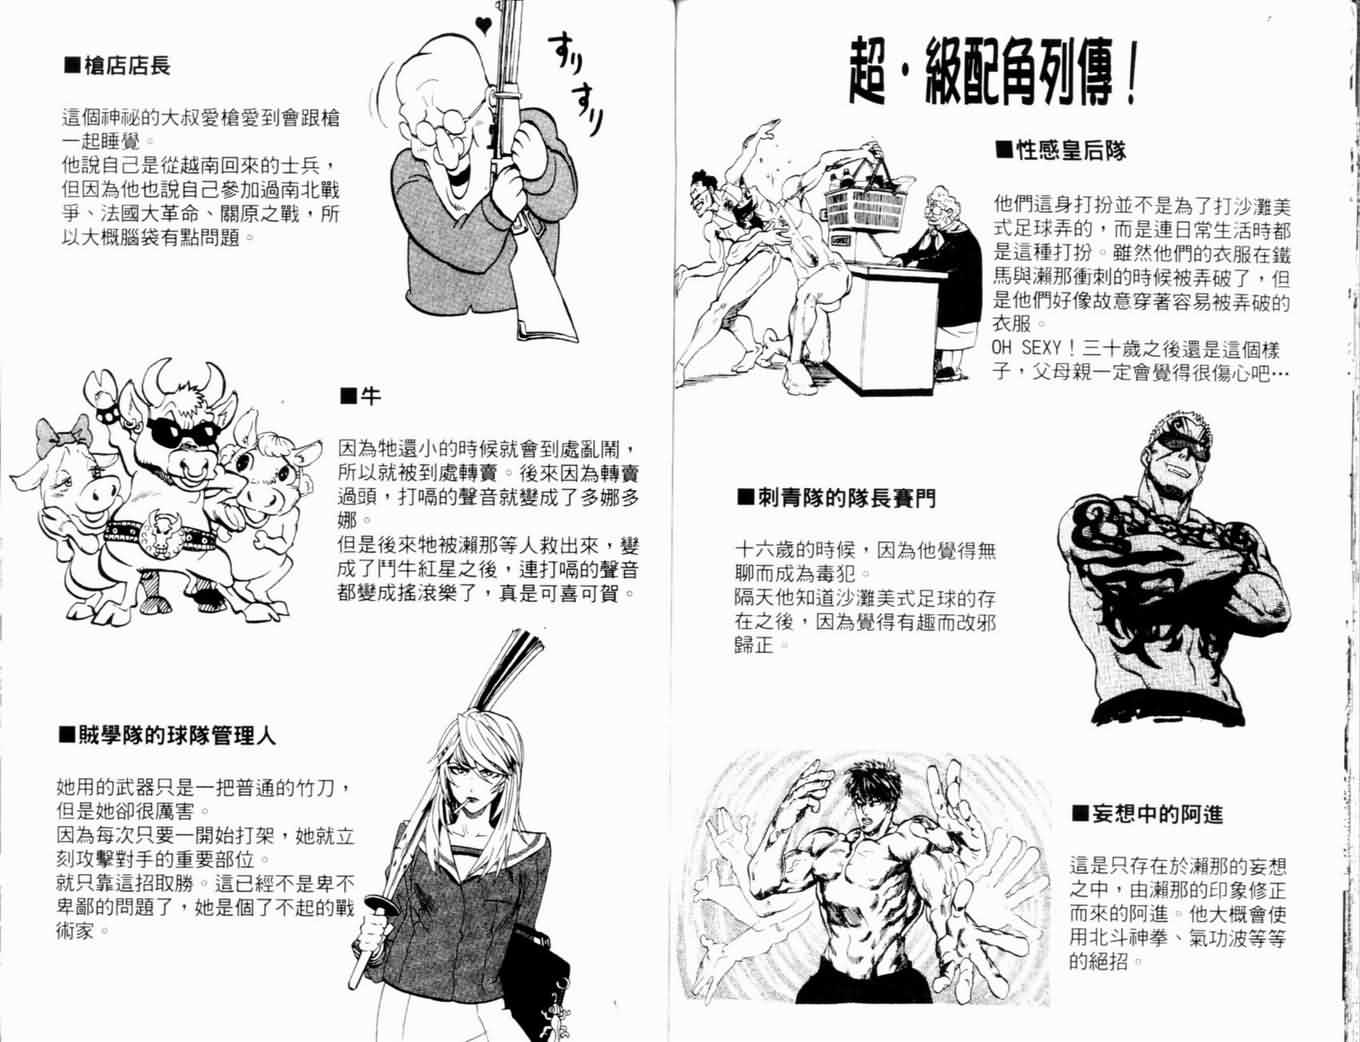 超・級配角列傳！
■性感皇后隊
他們這身打扮並不是為了打沙灘美
式足球弄的，而是連日常生活時都
是這種打扮。雖然他們的衣服在鐵
馬與瀨那衝刺的時候被弄破了，但
是他們好像故意穿著容易被弄破的
衣服。
OH SEXY！三十歲之後還是這個樣
子，父母親一定會覺得很傷心吧…
■刺青隊的隊長賽門
十六歲的時候，因為他覺得無
聊而成為毒犯。
隔天他知道沙灘美式足球的存
在之後，因為覺得有趣而改邪
歸正。
■妄想中的阿進
這是只存在於瀨那的妄想
之中，由瀨那的印象修正
而來的阿進。他大概會使
用北斗神拳、氣功波等等
的絕招。
■槍店店長
這個神祕的大叔愛槍愛到會跟槍
一起睡覺。
他說自己是從越南回來的士兵，
但因為他也說自己參加過南北戰
爭、法國大革命、關原之戰，所
以大概腦袋有點問題。
すり
すり
■牛
因為牠還小的時候就會到處亂鬧，
所以就被到處轉賣。後來因為轉賣
過頭，打嗝的聲音就變成了多娜多
娜。
但是後來牠被瀨那等人救出來，變
成了鬥牛紅星之後，連打嗝的聲音
都變成搖滾樂了，真是可喜可賀。
■賊學隊的球隊管理人
她用的武器只是一把普通的竹刀，
但是她卻很厲害。
因為每次只要一開始打架，她就立
刻攻擊對手的重要部位。
就只靠這招取勝。這已經不是卑不
卑鄙的問題了，她是個了不起的戰
術家。